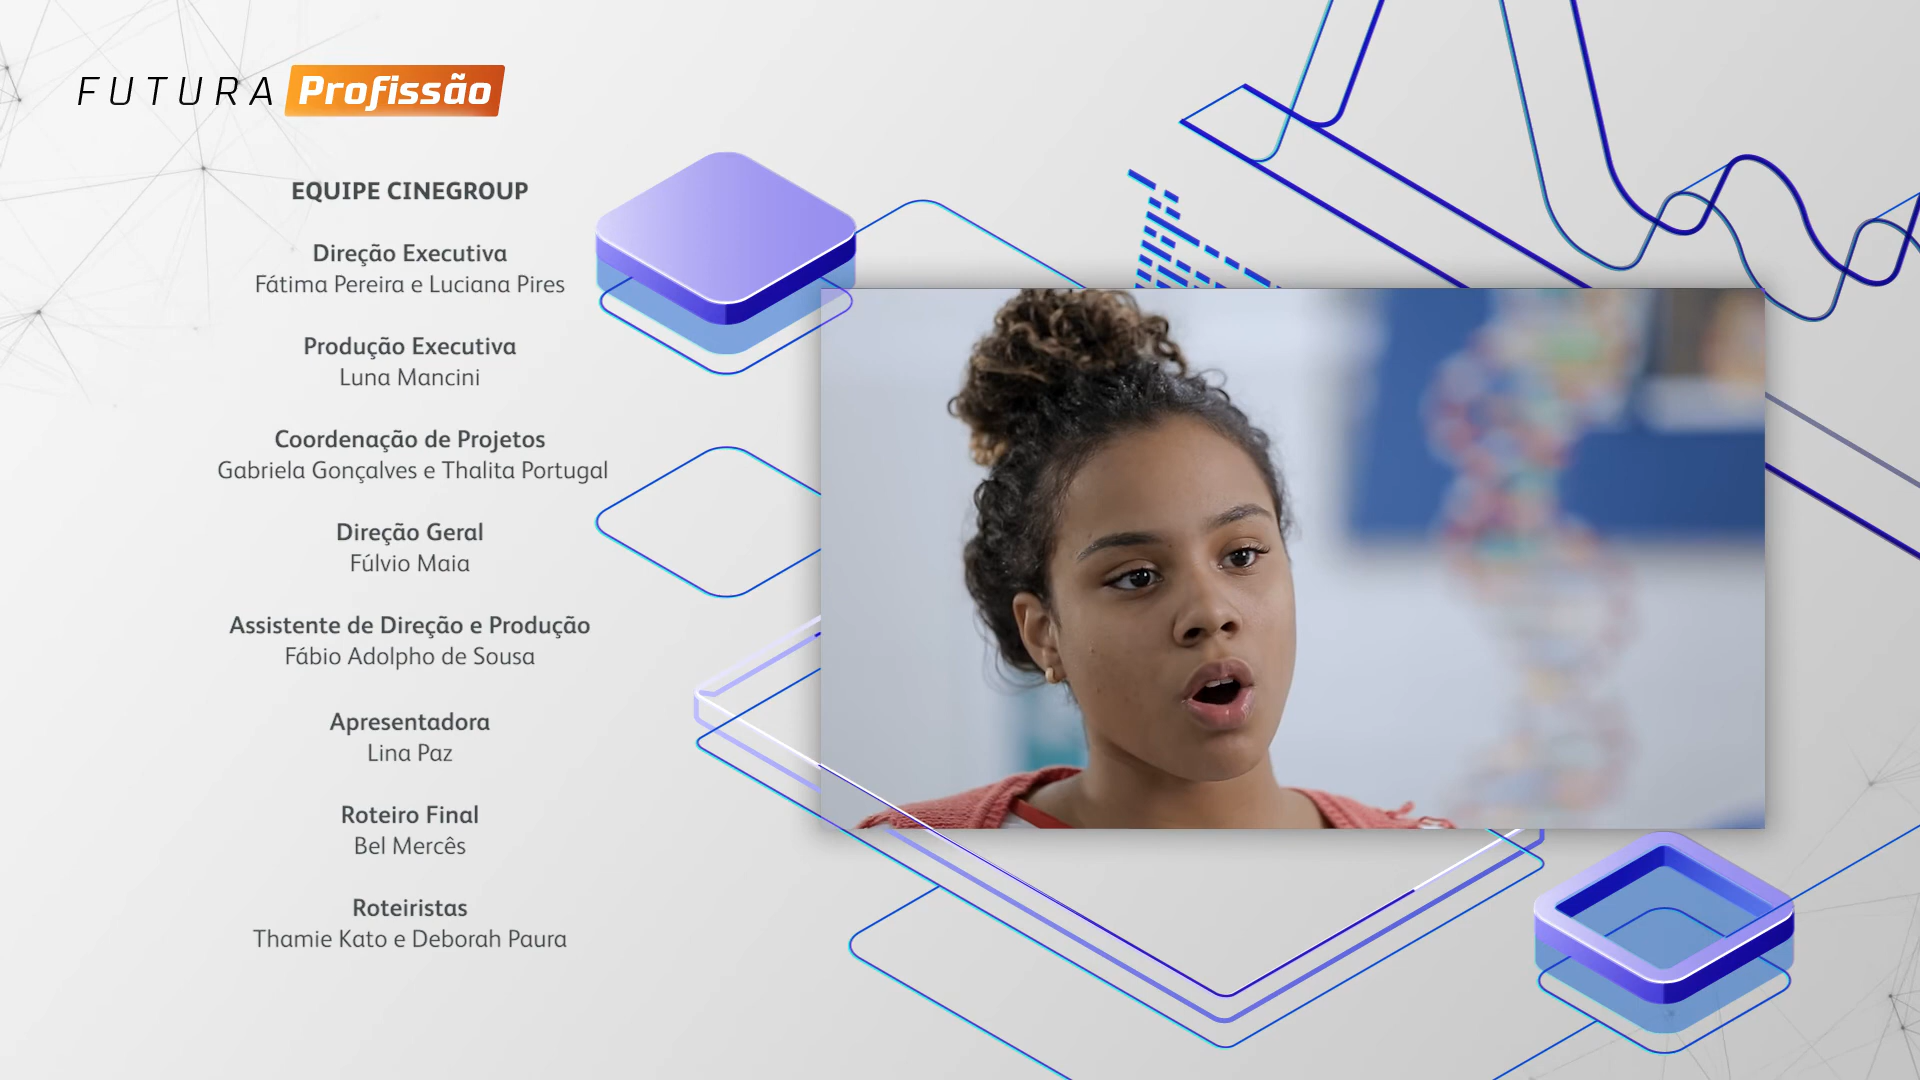 FUTURA Profissão
EQUIPE CINEGROUP
Direção Executiva
Fátima Pereira e Luciana Pires
Produção Executiva
Luna Mancini
Coordenação de Projetos
Gabriela Gonçalves e Thalita Portugal
Direção Geral
Fúlvio Maia
Assistente de Direção e Produção
Fábio Adolpho de Sousa
Apresentadora
Lina Paz
Roteiro Final
Bel Mercês
Roteiristas
Thamie Kato e Deborah Paura